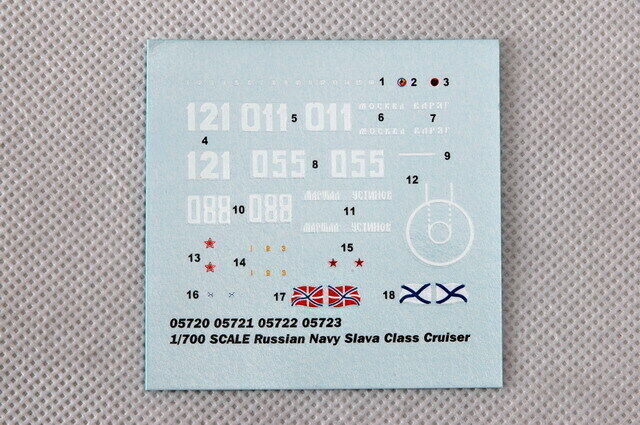 1 2 3
121 011 5 011 МОСКВА ВАРЯГ
6 7
4 МОСКВА ВАРЯГ
121 055 8 055 9
12
088 10 088 МАРШАЛ УСТИНОВ
11
МАРШАЛ УСТИНОВ
13 14 15
16 17 18
05720 05721 05722 05723
1/700 SCALE Russian Navy Slava Class Cruiser